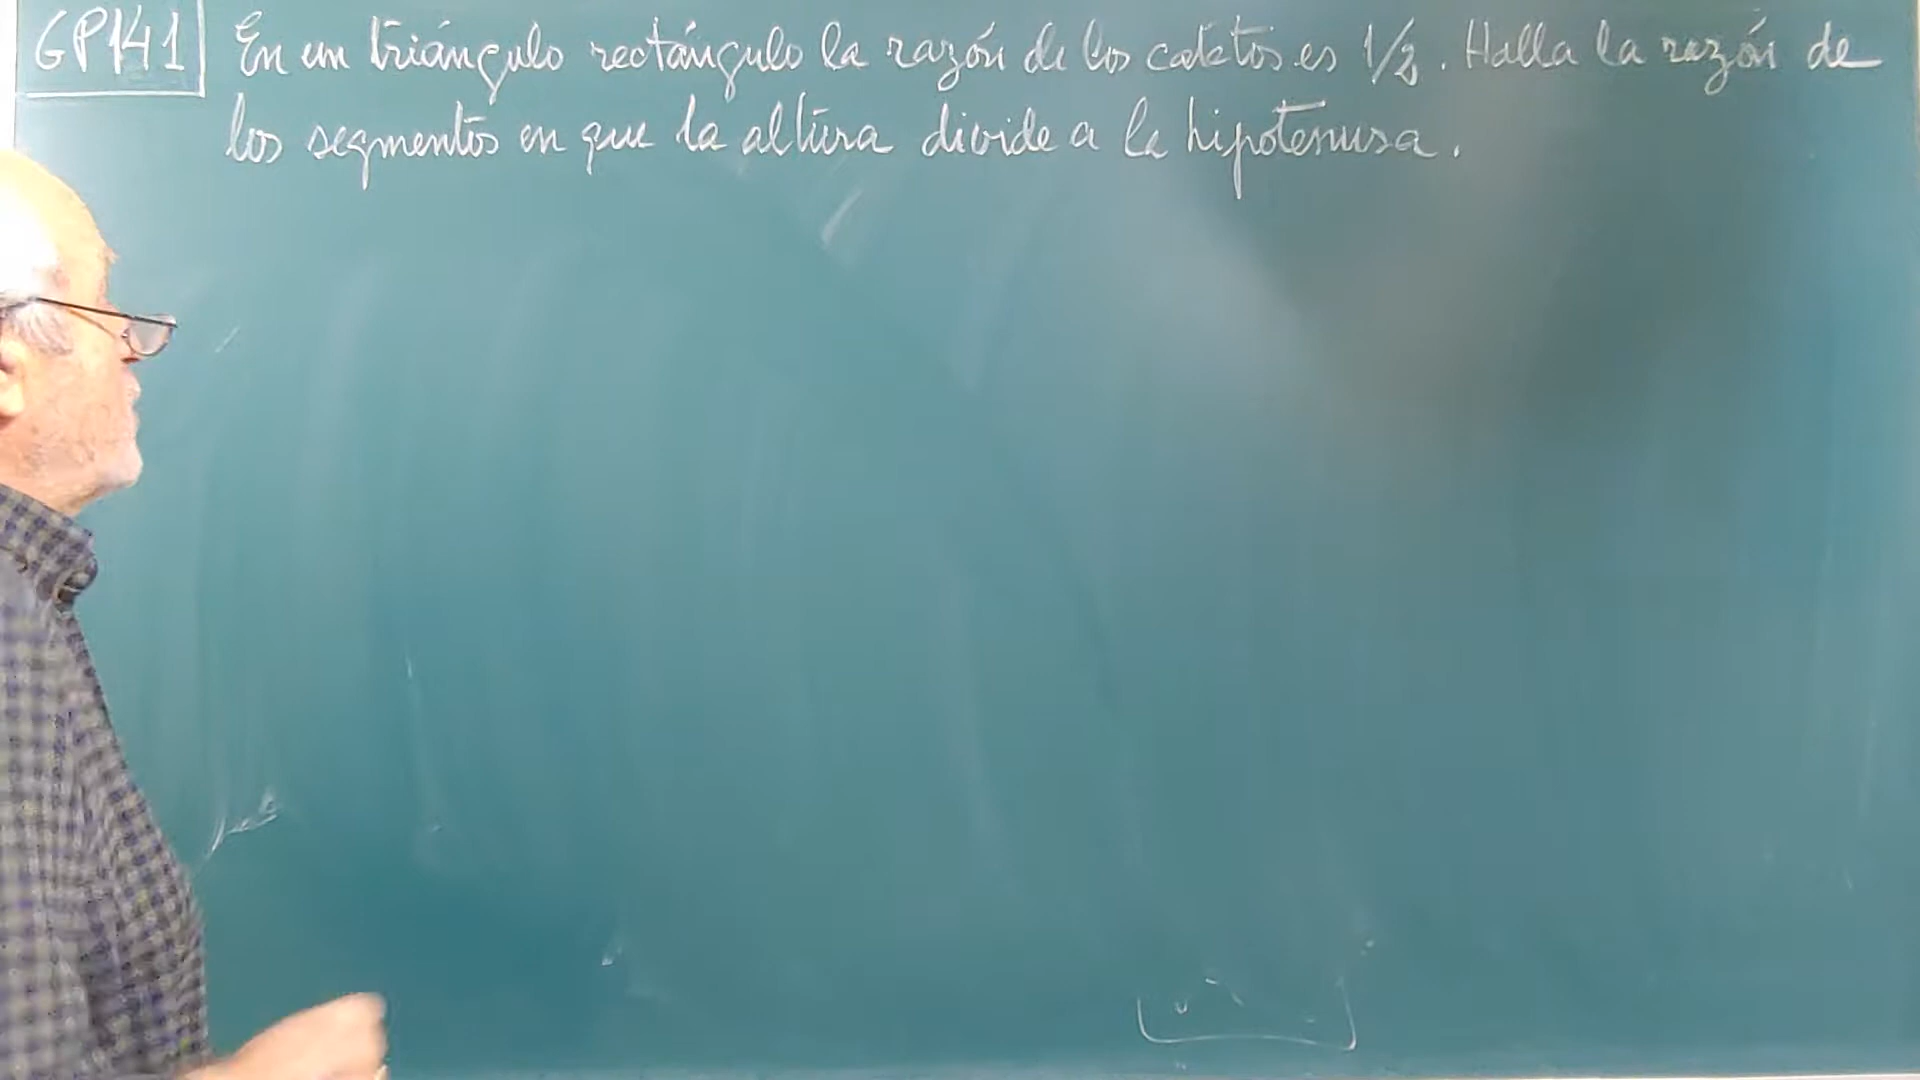 GP141 En un triángulo rectángulo la razón de los catetos es 1/2. Halla la razón de
los segmentos en que la altura divide a la hipotenusa.